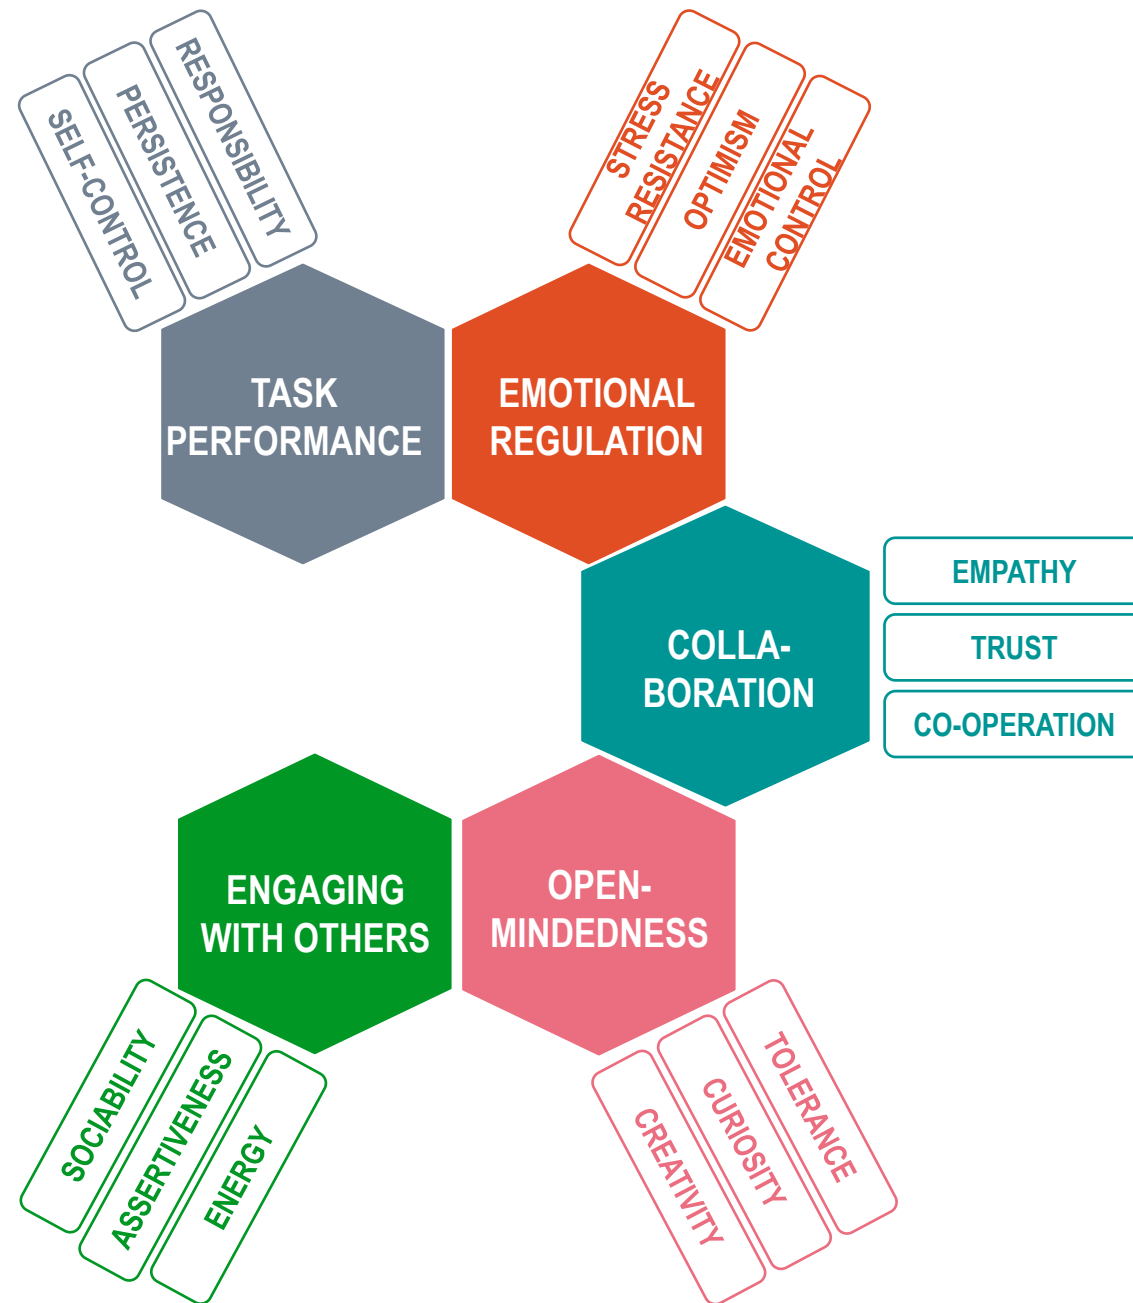 SELF-CONTROL
PERSISTENCE
RESPONSIBILITY
STRESS
RESISTANCE
OPTIMISM
EMOTIONAL
CONTROL
TASK
PERFORMANCE
EMOTIONAL
REGULATION
COLLA-
BORATION
EMPATHY
TRUST
CO-OPERATION
ENGAGING
WITH OTHERS
OPEN-
MINDEDNESS
SOCIABILITY
ASSERTIVENESS
ENERGY
CREATIVITY
CURIOSITY
TOLERANCE